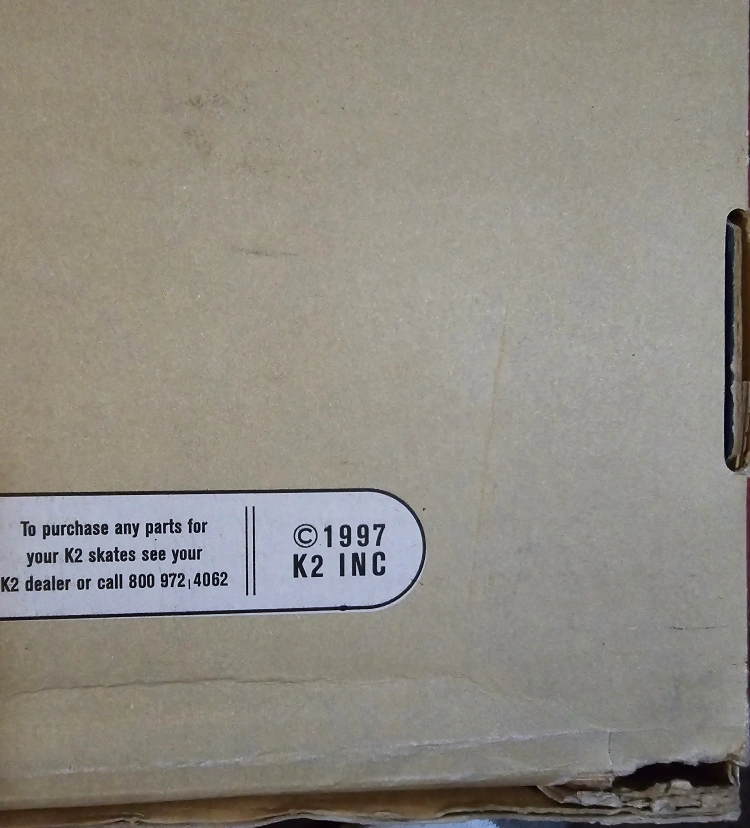 To purchase any parts for
your K2 skates see your
K2 dealer or call 800 972 4062
©1997
K2 INC